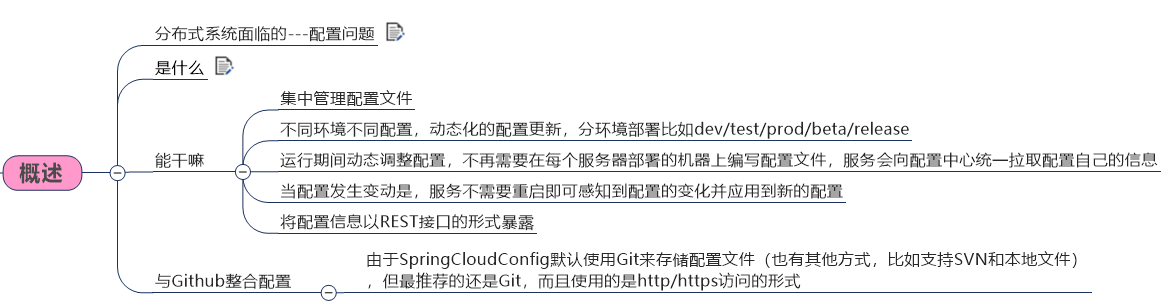 概述
分布式系统面临的---配置问题
是什么
能干嘛
集中管理配置文件
不同环境不同配置，动态化的配置更新，分环境部署比如dev/test/prod/beta/release
运行期间动态调整配置，不再需要在每个服务器部署的机器上编写配置文件，服务会向配置中心统一拉取配置自己的信息
当配置发生变动是，服务不需要重启即可感知到配置的变化并应用到新的配置
将配置信息以REST接口的形式暴露
与Github整合配置
由于SpringCloudConfig默认使用Git来存储配置文件（也有其他方式，比如支持SVN和本地文件）
，但最推荐的还是Git，而且使用的是http/https访问的形式